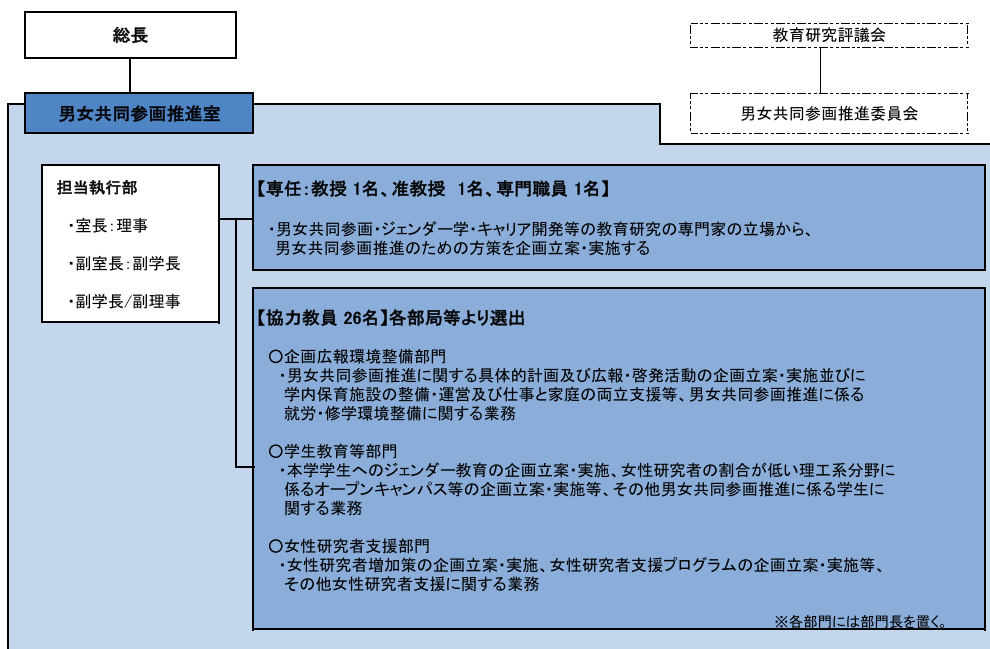 総長
教育研究評議会
男女共同参画推進室
男女共同参画推進委員会
担当執行部
・室長：理事
・副室長：副学長
・副学長/副理事
【専任：教授 1名、准教授　1名、専門職員 1名】
・男女共同参画・ジェンダー学・キャリア開発等の教育研究の専門家の立場から、
男女共同参画推進のための方策を企画立案・実施する
【協力教員 26名】各部局等より選出
○企画広報環境整備部門
・男女共同参画推進に関する具体的計画及び広報・啓発活動の企画立案・実施並びに
学内保育施設の整備・運営及び仕事と家庭の両立支援等、男女共同参画推進に係る
就労・修学環境整備に関する業務
○学生教育等部門
・本学学生へのジェンダー教育の企画立案・実施、女性研究者の割合が低い理工系分野に
係るオープンキャンパス等の企画立案・実施等、その他男女共同参画推進に係る学生に
関する業務
○女性研究者支援部門
・女性研究者増加策の企画立案・実施、女性研究者支援プログラムの企画立案・実施等、
その他女性研究者支援に関する業務
※各部門には部門長を置く。